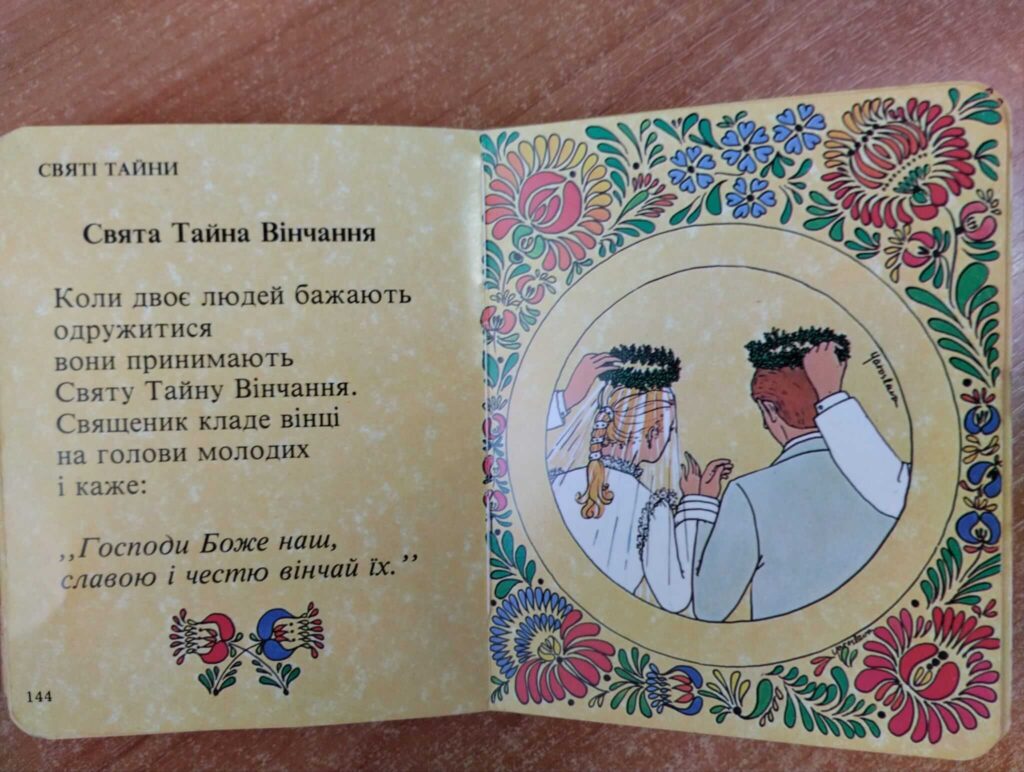 СВЯТІ ТАЙНИ
Свята Тайна Вінчання
Коли двоє людей бажають
одружитися
вони принимають
Святу Тайну Вінчання.
Священик кладе вінці
на голови молодих
і каже:
,,Господи Боже наш,
славою і честю вінчай їх.’’
144
Yaroslava